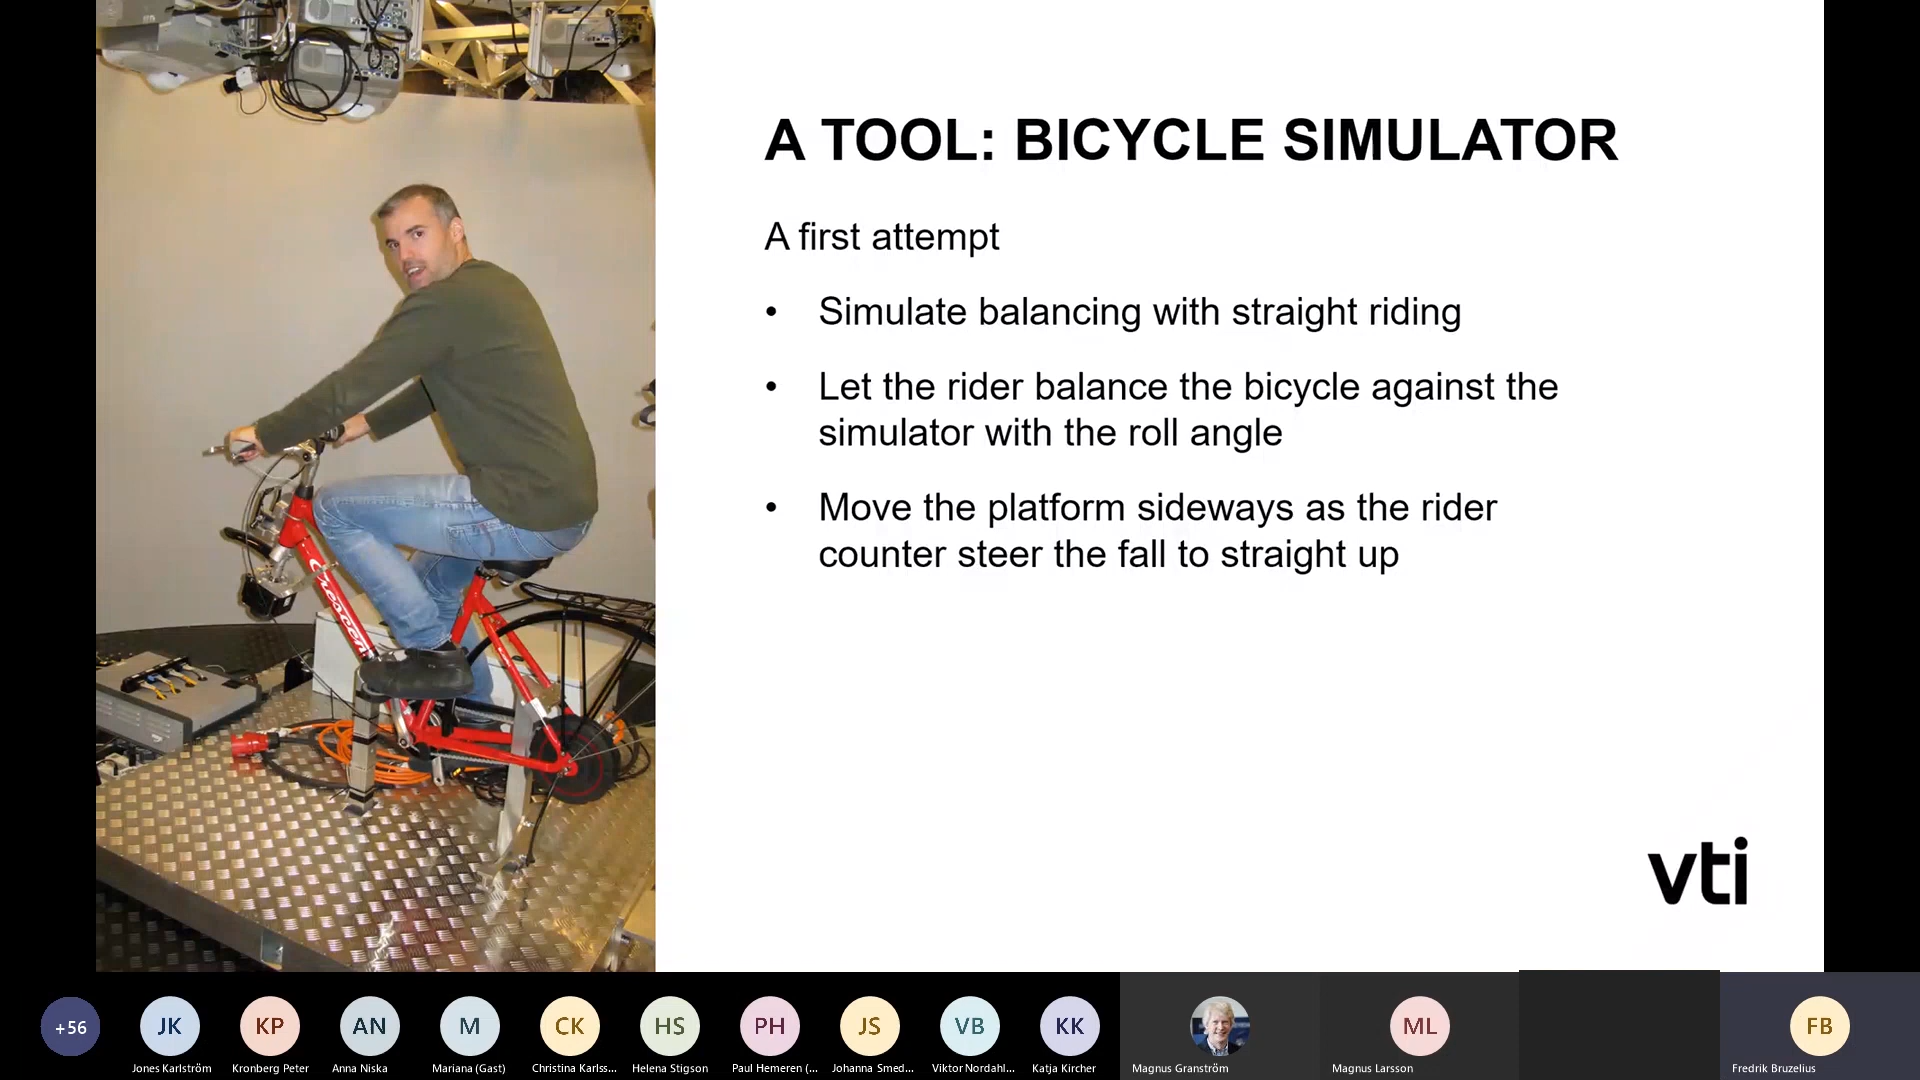 A TOOL: BICYCLE SIMULATOR
A first attempt
• Simulate balancing with straight riding
• Let the rider balance the bicycle against the
simulator with the roll angle
• Move the platform sideways as the rider
counter steer the fall to straight up
Crescent
vti
+56
JK
KP
AN
M
CK
HS
PH
JS
VB
KK
ML
FB
Jones Karlström
Kronberg Peter
Anna Niska
Mariana (Gast)
Christina Karlss...
Helena Stigson
Paul Hemeren (...
Johanna Smed...
Viktor Nordahl...
Katja Kircher
Magnus Granström
Magnus Larsson
Fredrik Bruzelius